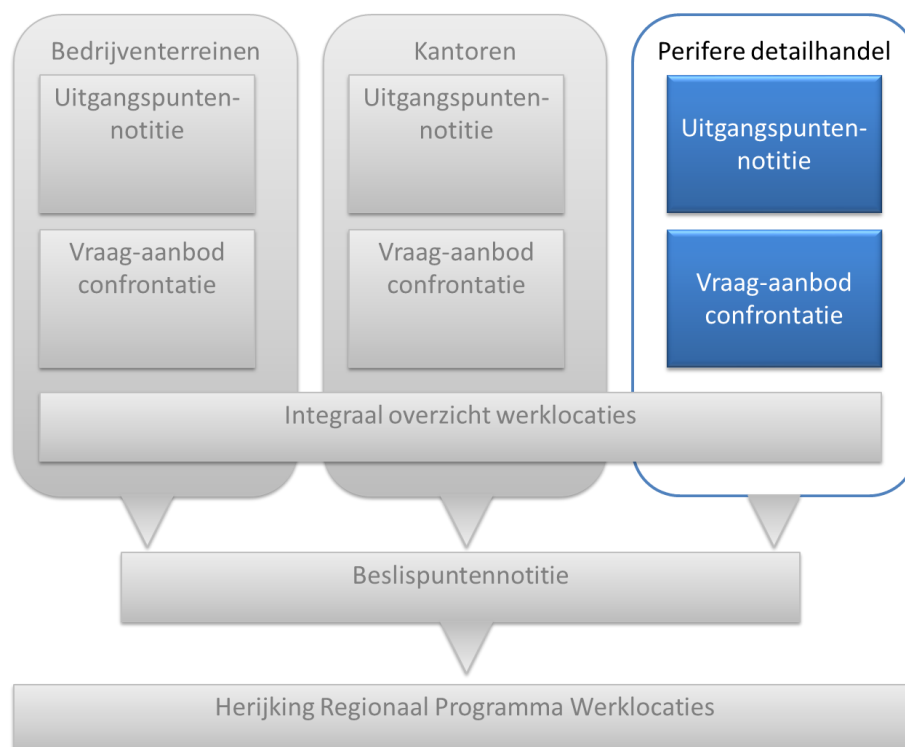 Bedrijventerreinen
Uitgangspunten-
notitie
Vraag-aanbod
confrontatie
Kantoren
Uitgangspunten-
notitie
Vraag-aanbod
confrontatie
Perifere detailhandel
Uitgangspunten-
notitie
Vraag-aanbod
confrontatie
Integraal overzicht werklocaties
Beslispuntennotitie
Herijking Regionaal Programma Werklocaties